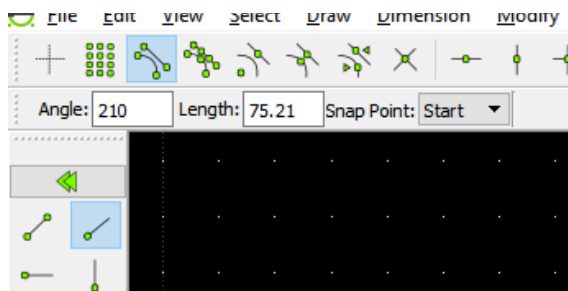 File Edit View Select Draw Dimension Modify
Angle: 210 Length: 75.21 Snap Point: Start